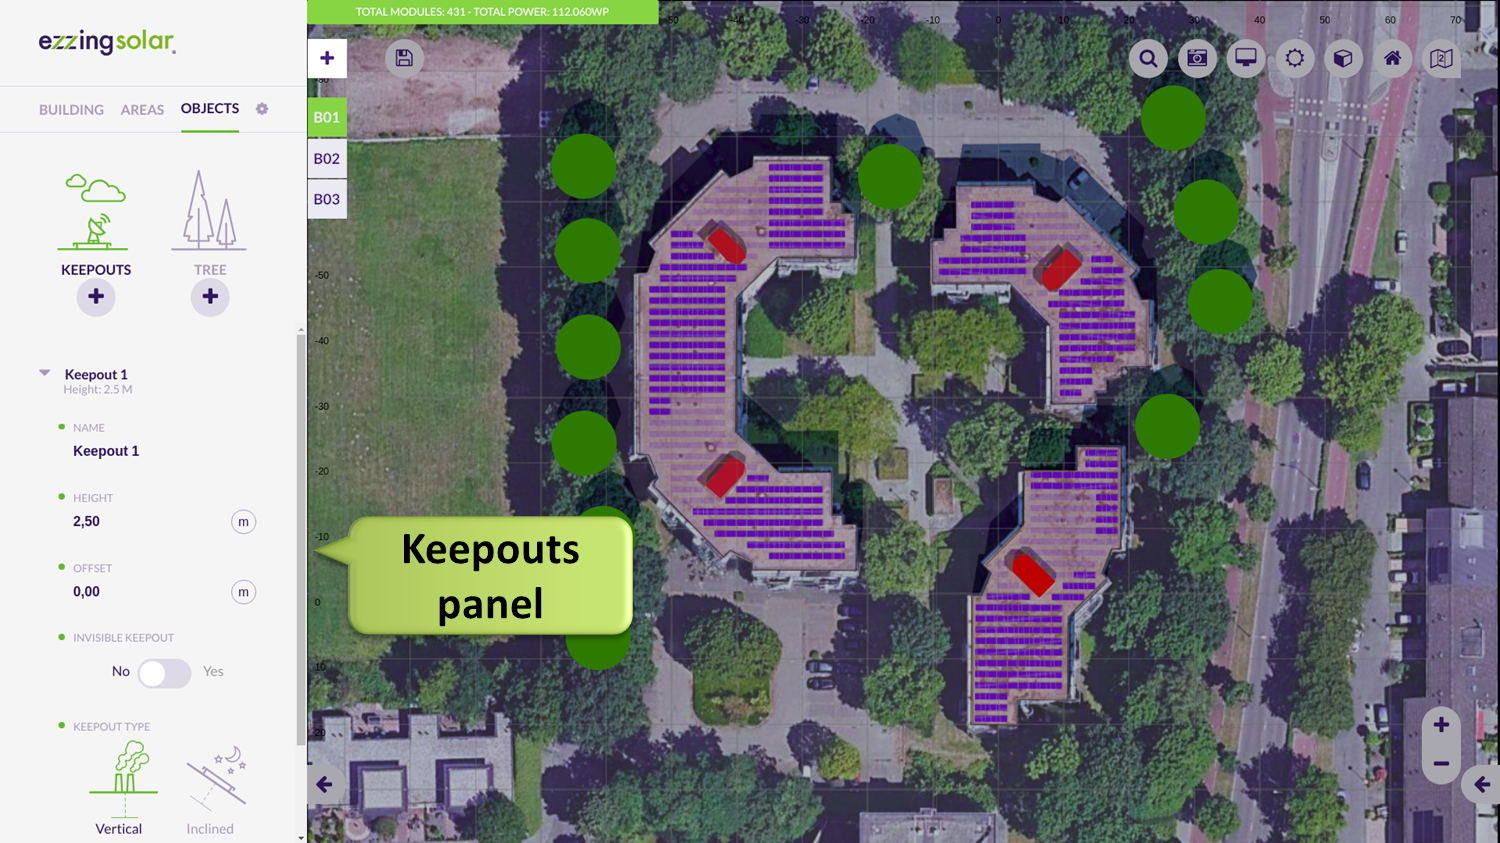 TOTAL MODULES: 431 - TOTAL POWER: 112.060WP
-50 -40 -30 -20 -10 0 10 20 30 40 50 60 70
ezzingsolar
BUILDING AREAS OBJECTS
+
B01
B02
B03
2
KEEPOUTS TREE
+ +
-50
-40
-30
-20
-10
0
10
20
Keepout 1
Height: 2.5 M
NAME
Keepout 1
HEIGHT
2,50 m
OFFSET
0,00 m
INVISIBLE KEEPOUT
No Yes
KEEPOUT TYPE
Vertical Inclined
Keepouts
panel
+
−